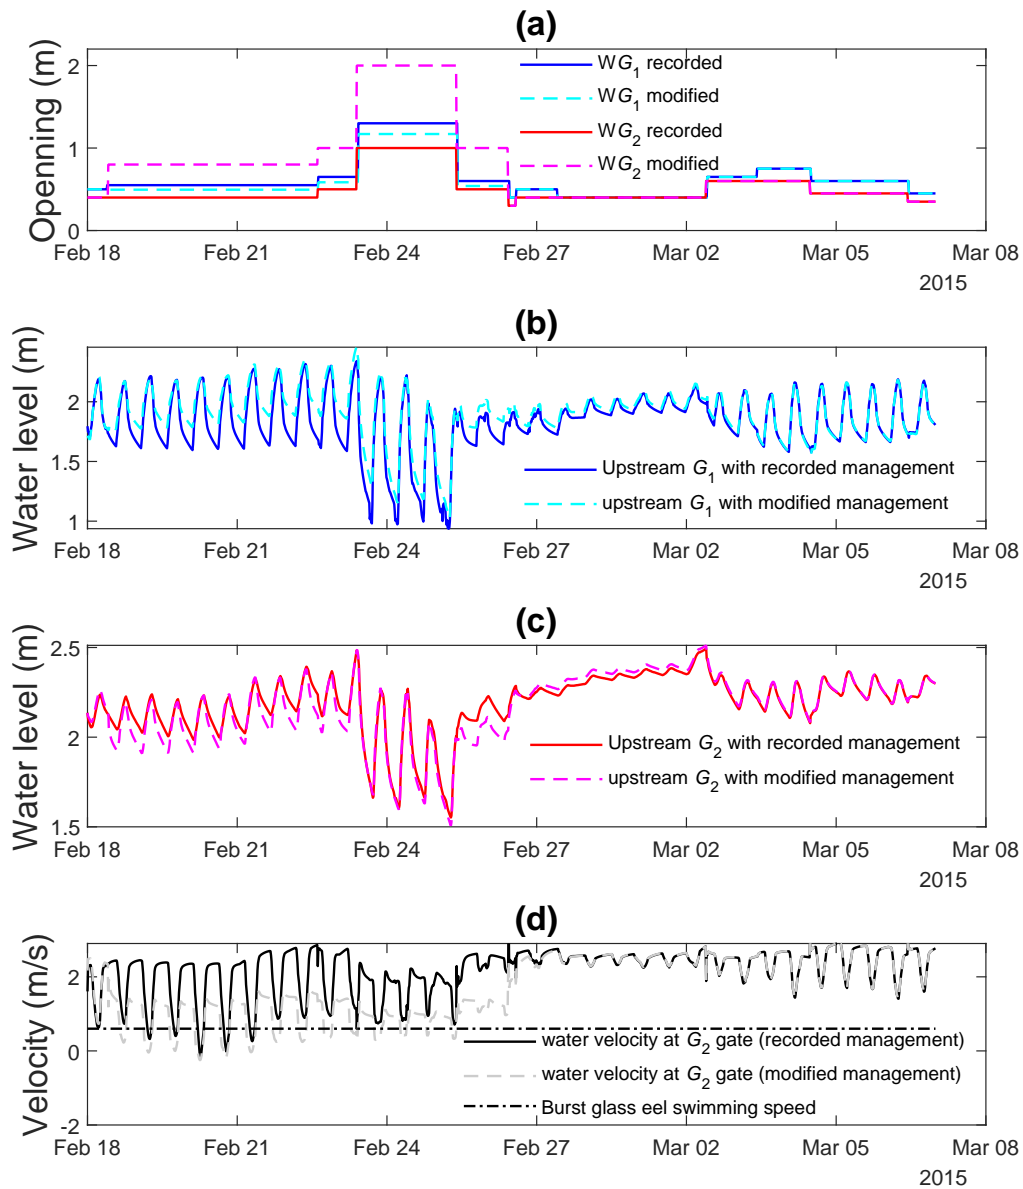 (a)
Openning (m)
2
1
0
WG1 recorded
WG1 modified
WG2 recorded
WG2 modified
Feb 18 Feb 21 Feb 24 Feb 27 Mar 02 Mar 05 Mar 08
2015
(b)
Water level (m)
2
1.5
1
Upstream G1 with recorded management
upstream G1 with modified management
Feb 18 Feb 21 Feb 24 Feb 27 Mar 02 Mar 05 Mar 08
2015
(c)
Water level (m)
2.5
2
1.5
Upstream G2 with recorded management
upstream G2 with modified management
Feb 18 Feb 21 Feb 24 Feb 27 Mar 02 Mar 05 Mar 08
2015
(d)
Velocity (m/s)
2
0
-2
water velocity at G2 gate (recorded management)
water velocity at G2 gate (modified management)
Burst glass eel swimming speed
Feb 18 Feb 21 Feb 24 Feb 27 Mar 02 Mar 05 Mar 08
2015